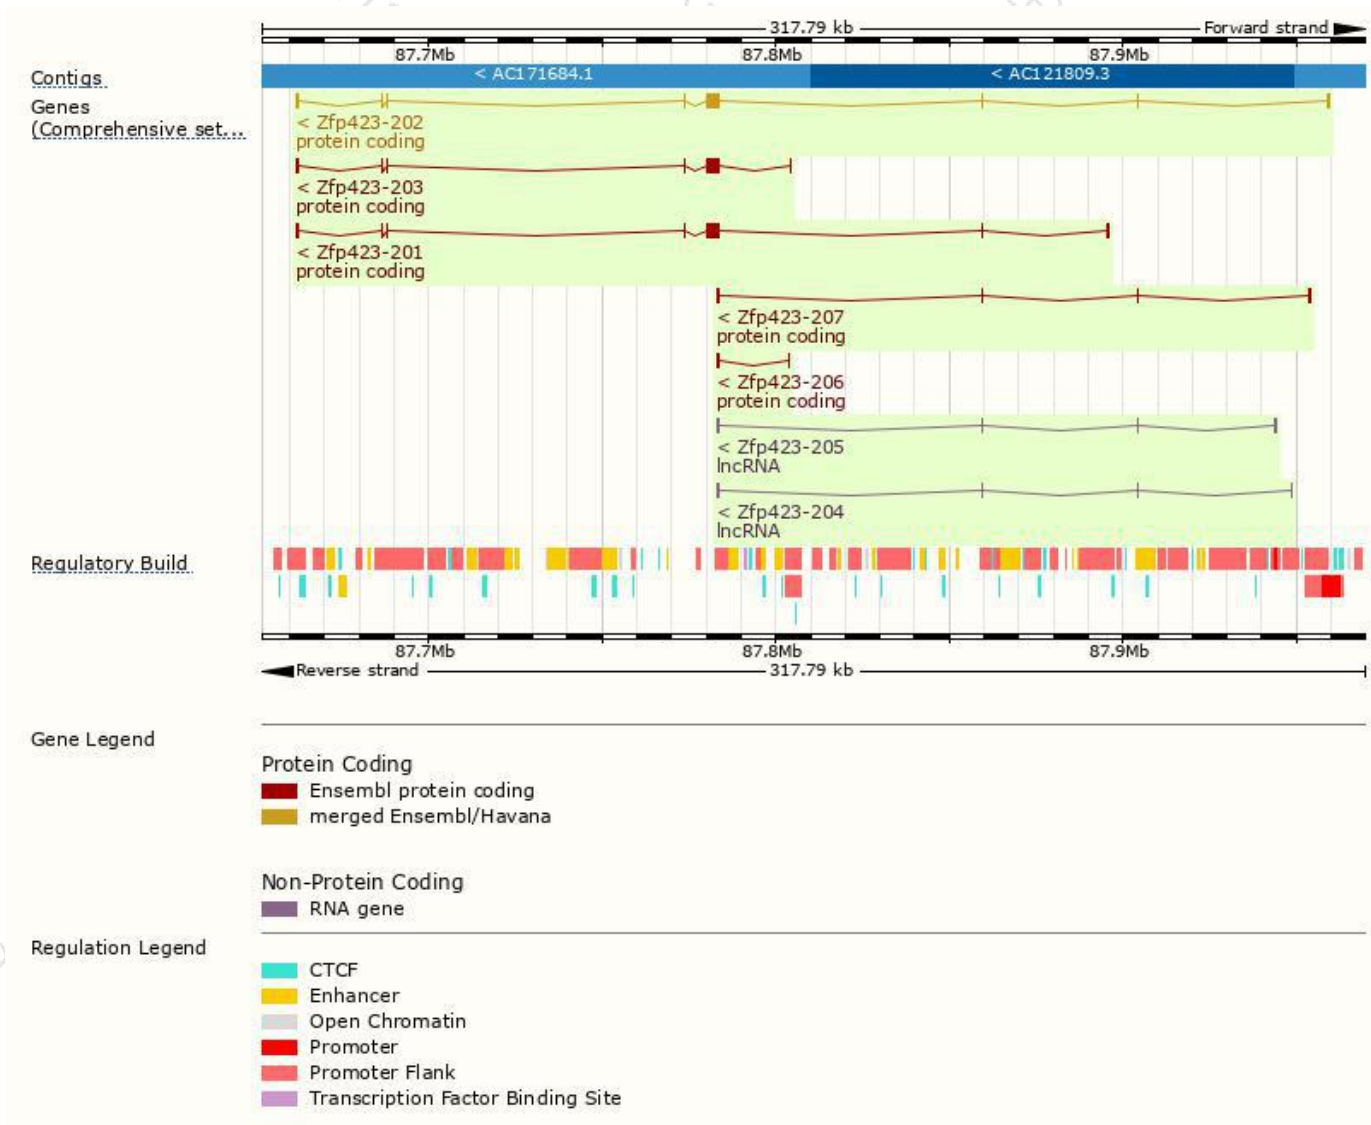 317.79 kb
Forward strand
87.7Mb 87.8Mb 87.9Mb
Contigs
< AC171684.1 < AC121809.3
Genes
(Comprehensive set...
< Zfp423-202
protein coding
< Zfp423-203
protein coding
< Zfp423-201
protein coding
< Zfp423-207
protein coding
< Zfp423-206
protein coding
< Zfp423-205
lncRNA
< Zfp423-204
lncRNA
Regulatory Build
87.7Mb 87.8Mb 87.9Mb
Reverse strand
317.79 kb
Gene Legend
Protein Coding
Ensembl protein coding
merged Ensembl/Havana
Non-Protein Coding
RNA gene
Regulation Legend
CTCF
Enhancer
Open Chromatin
Promoter
Promoter Flank
Transcription Factor Binding Site